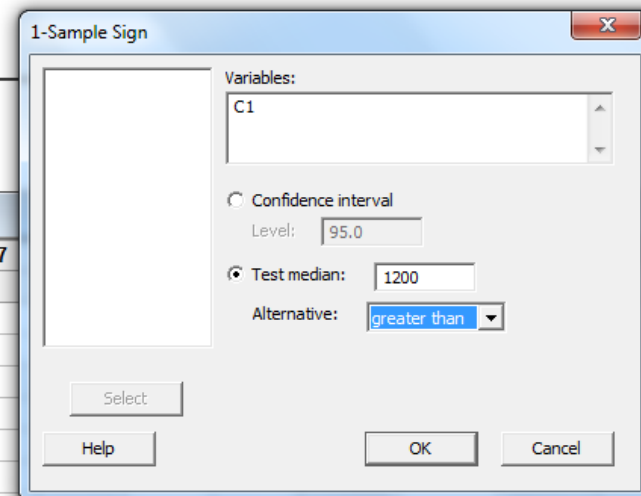 1-Sample Sign
Variables:
C1
Confidence interval
Level: 95.0
Test median: 1200
Alternative: greater than
Select
Help OK Cancel
7